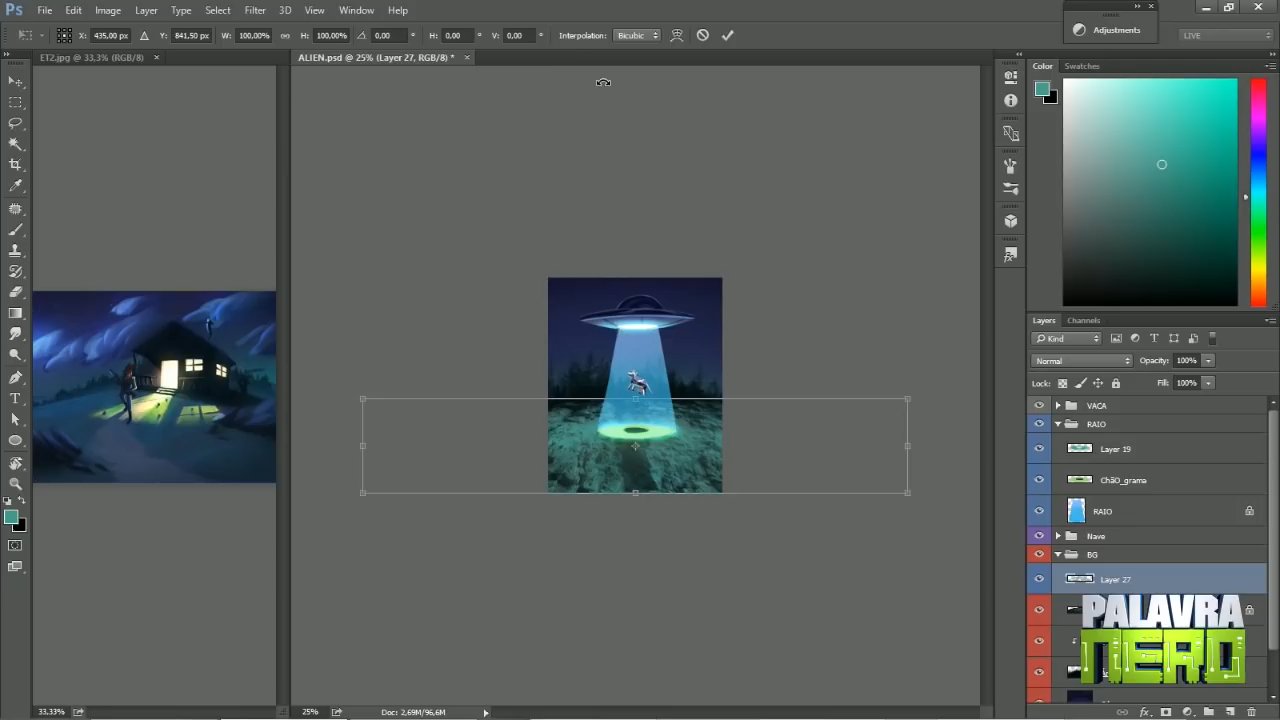 Ps File Edit Image Layer Type Select Filter 3D View Window Help
X: 435,00 px Y: 841,50 px W: 100,00% H: 100,00% 0,00 ° H: 0,00 ° V: 0,00 ° Interpolation: Bicubic
Adjustments
LIVE
ET2.jpg @ 33,3% (RGB/8) ×
ALIEN.psd @ 25% (Layer 27, RGB/8) * ×
Color Swatches
Layers Channels
Kind
Normal Opacity: 100%
Lock: Fill: 100%
VACA
RAIO
Layer 19
ChãO_grama
RAIO
Nave
BG
Layer 27
PALAVRA
NERD
33,33%
25% Doc: 2,69M/96,6M